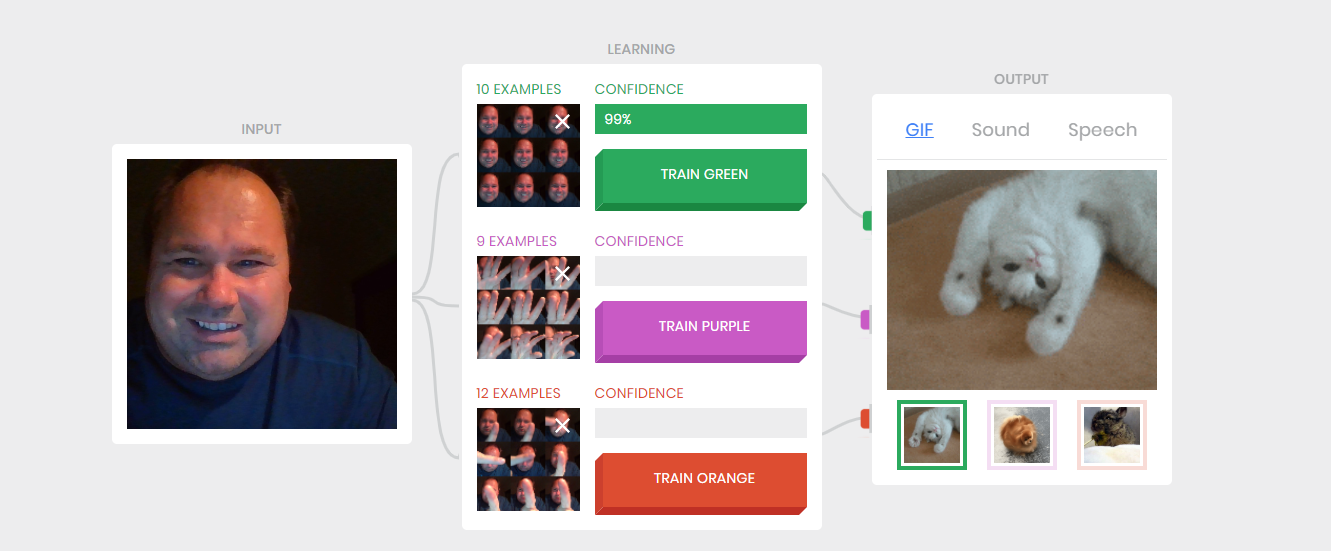 INPUT
LEARNING
10 EXAMPLES
CONFIDENCE
99%
TRAIN GREEN
9 EXAMPLES
CONFIDENCE
TRAIN PURPLE
12 EXAMPLES
CONFIDENCE
TRAIN ORANGE
OUTPUT
GIF Sound Speech